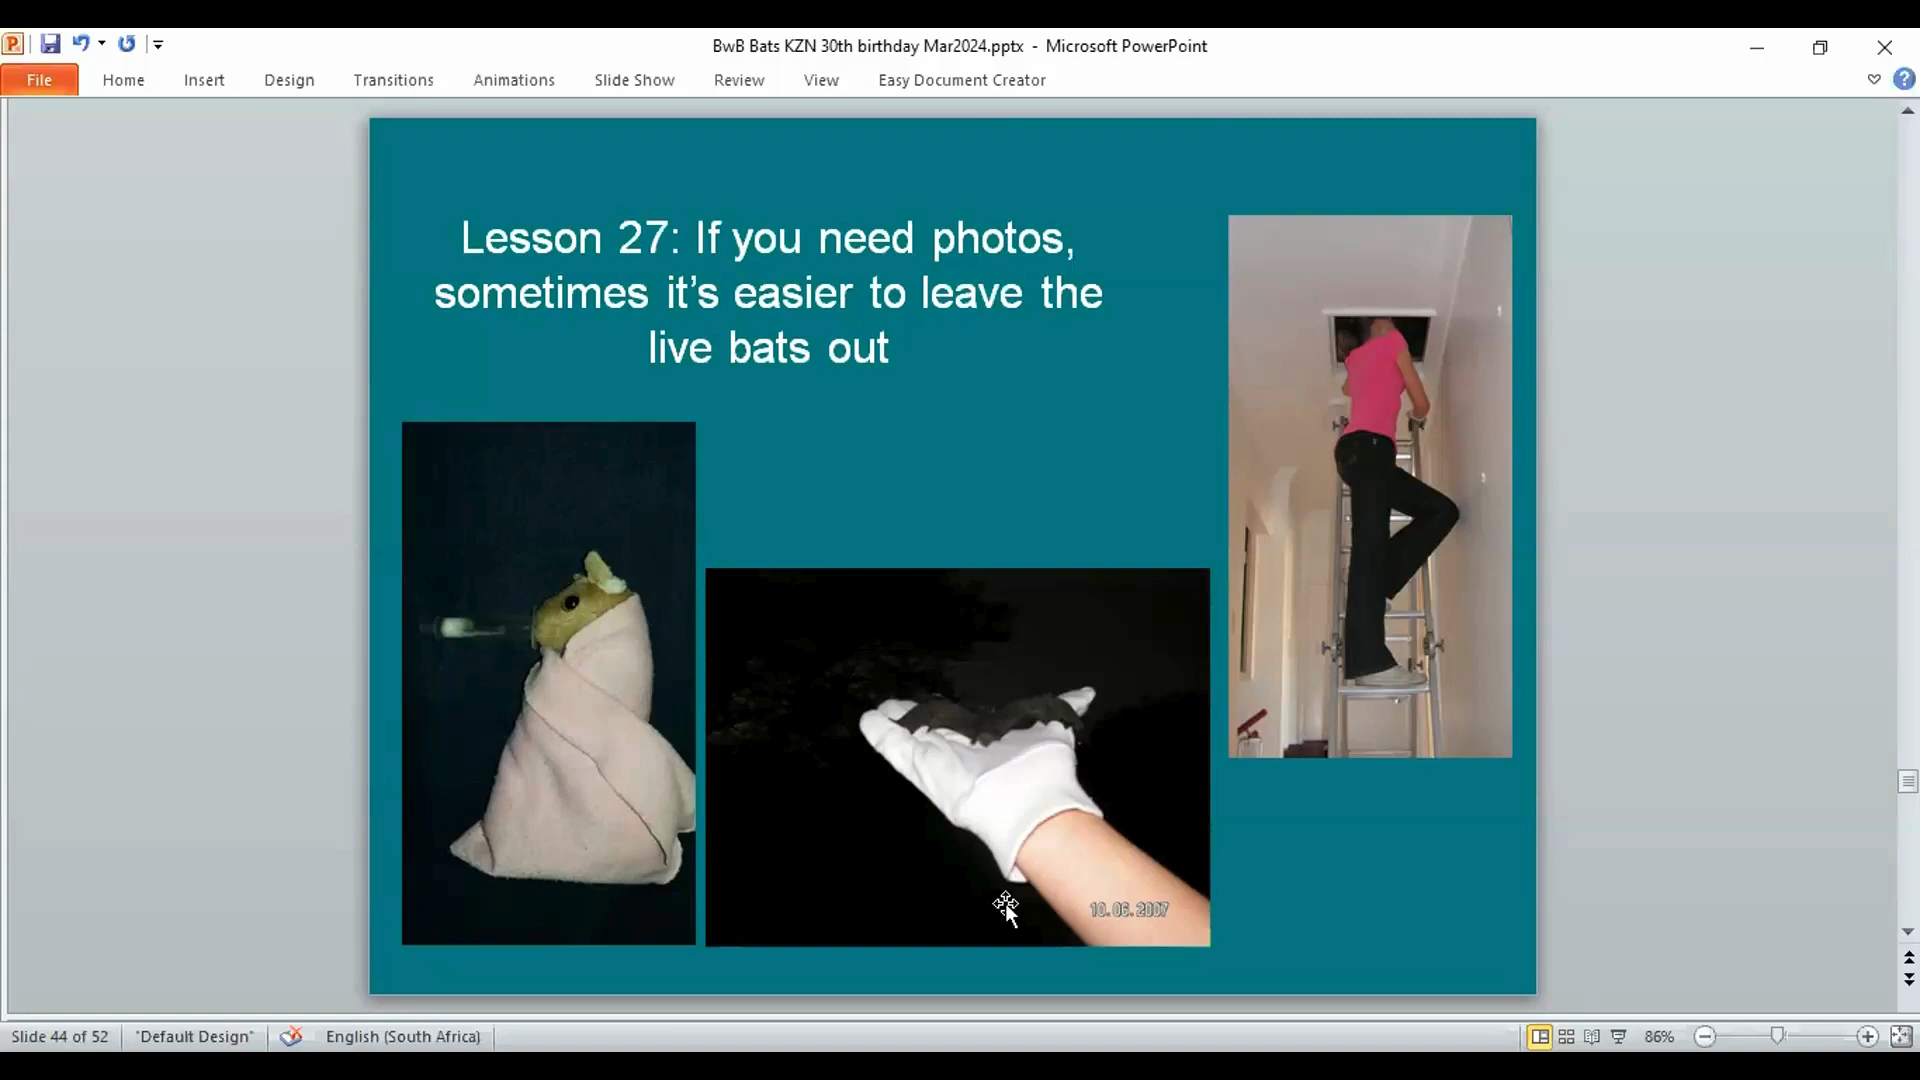 BwB Bats KZN 30th birthday Mar2024.pptx - Microsoft PowerPoint
File Home Insert Design Transitions Animations Slide Show Review View Easy Document Creator
Lesson 27: If you need photos,
sometimes it's easier to leave the
live bats out
10.06.2007
Slide 44 of 52 "Default Design" English (South Africa) 86%